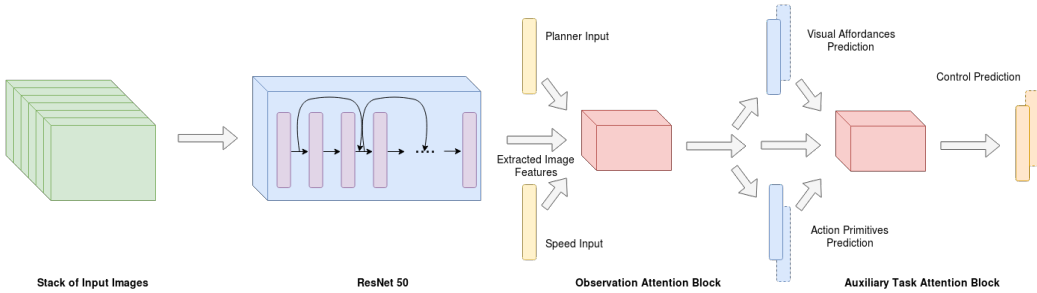 Planner Input
Visual Affordances
Prediction
Control Prediction
Extracted Image
Features
Speed Input
Action Primitives
Prediction
Stack of Input Images
ResNet 50
Observation Attention Block
Auxiliary Task Attention Block